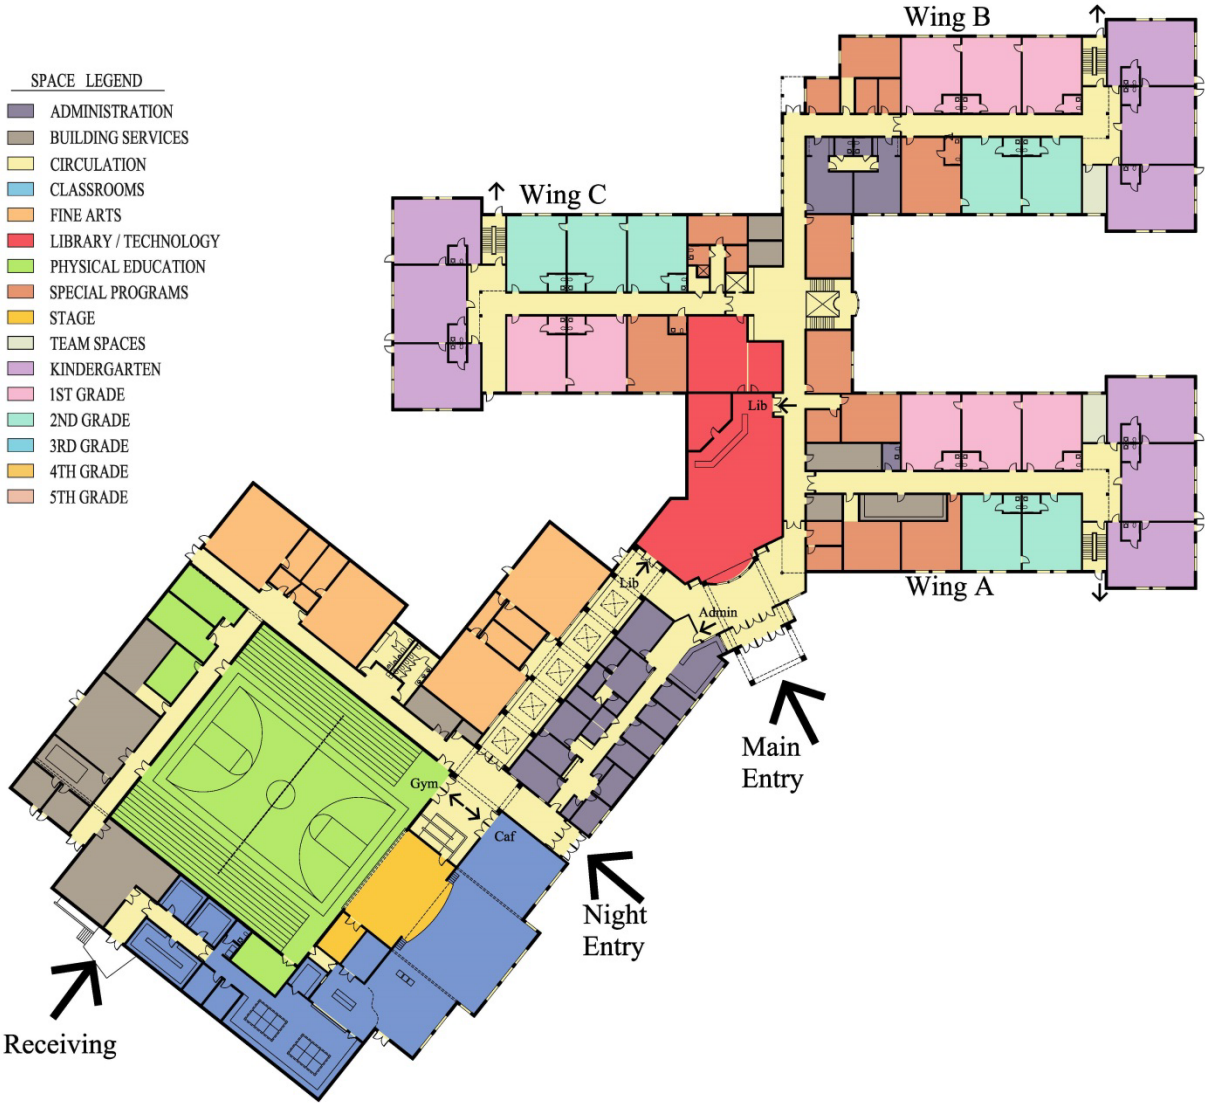 Wing B
SPACE LEGEND
ADMINISTRATION
BUILDING SERVICES
CIRCULATION
CLASSROOMS
FINE ARTS
LIBRARY / TECHNOLOGY
PHYSICAL EDUCATION
SPECIAL PROGRAMS
STAGE
TEAM SPACES
KINDERGARTEN
1ST GRADE
2ND GRADE
3RD GRADE
4TH GRADE
5TH GRADE
Wing C
Lib
Wing A
Lib
Admin
Main
Entry
Gym
Caf
Night
Entry
Receiving